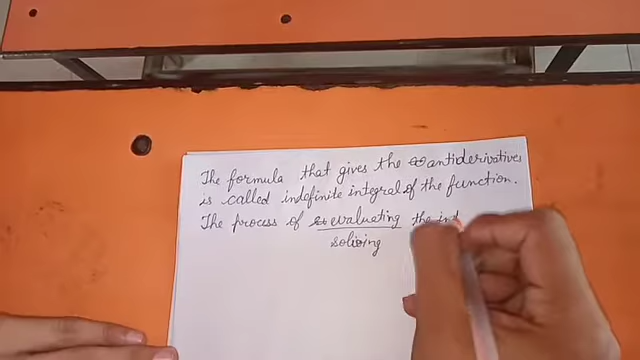 The formula that gives the antiderivatives
is called indefinite integral of the function.
The process of evaluating the ind
solving